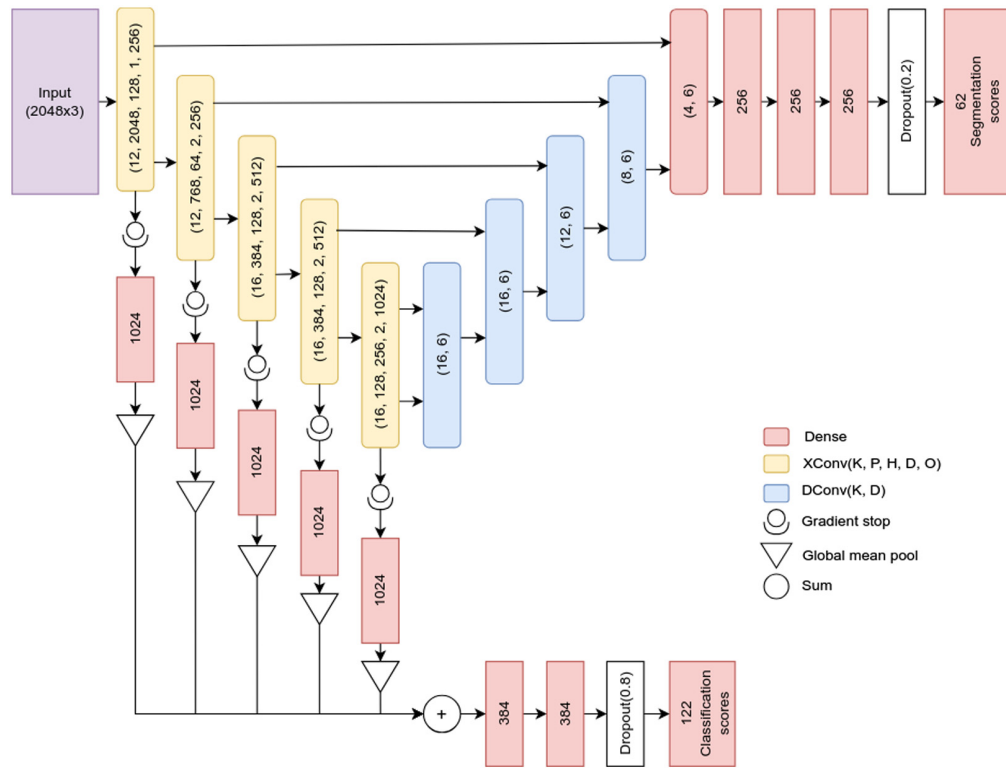 Input
(2048x3)
(12, 2048, 128, 1, 256)
(12, 768, 64, 2, 256)
(16, 384, 128, 2, 512)
(16, 384, 128, 2, 512)
(16, 128, 256, 2, 1024)
(16, 6)
(16, 6)
(12, 6)
(8, 6)
(4, 6)
256
256
256
Dropout(0.2)
62
Segmentation
scores
1024
1024
1024
1024
1024
+
384
384
Dropout(0.8)
122
Classification
scores
Dense
XConv(K, P, H, D, O)
DConv(K, D)
Gradient stop
Global mean pool
Sum